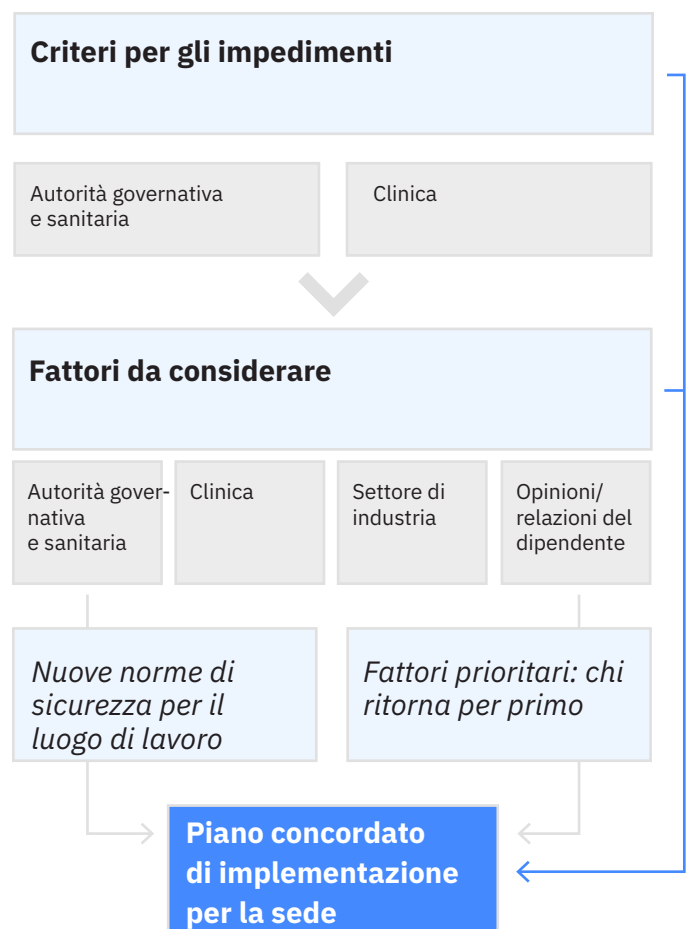 Criteri per gli impedimenti
Autorità governativa
e sanitaria
Clinica
Fattori da considerare
Autorità gover-
nativa
e sanitaria
Clinica
Settore di
industria
Opinioni/
relazioni del
dipendente
Nuove norme di
sicurezza per il
luogo di lavoro
Fattori prioritari: chi
ritorna per primo
Piano concordato
di implementazione
per la sede